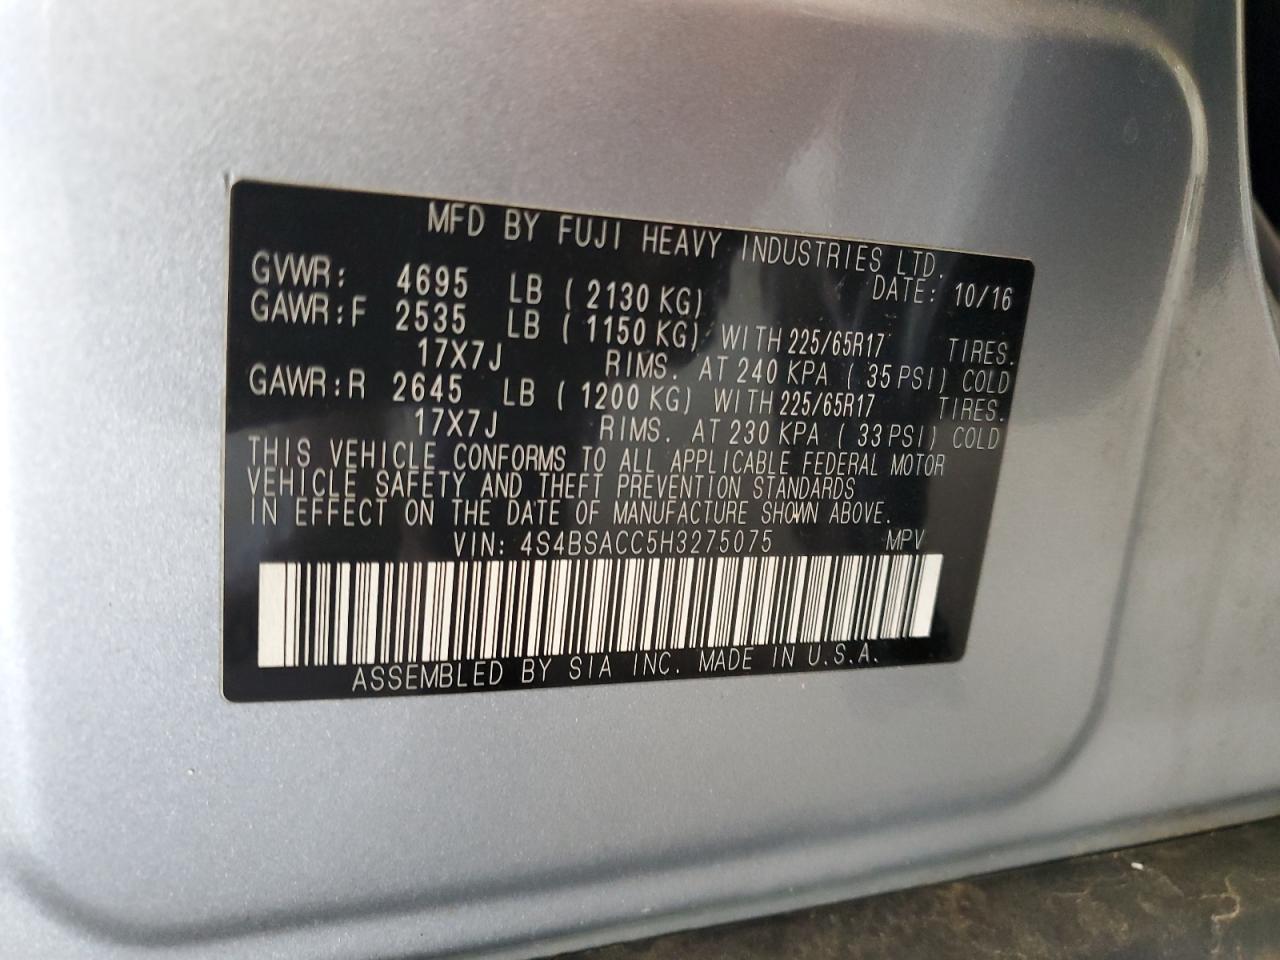 MFD BY FUJI HEAVY INDUSTRIES LTD.
DATE: 10/16
GVWR: 4695 LB ( 2130 KG)
GAWR:F 2535 LB ( 1150 KG) WITH 225/65R17 TIRES.
17X7J RIMS. AT 240 KPA ( 35 PSI) COLD
GAWR:R 2645 LB ( 1200 KG) WITH 225/65R17 TIRES.
17X7J RIMS. AT 230 KPA ( 33 PSI) COLD
THIS VEHICLE CONFORMS TO ALL APPLICABLE FEDERAL MOTOR
VEHICLE SAFETY AND THEFT PREVENTION STANDARDS
IN EFFECT ON THE DATE OF MANUFACTURE SHOWN ABOVE.
VIN: 4S4BSACC5H3275075 MPV
ASSEMBLED BY SIA INC. MADE IN U.S.A.